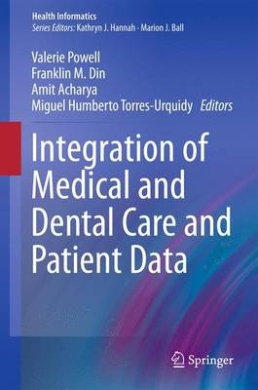 Health Informatics
Series Editors: Kathryn J. Hannah · Marion J. Ball
Valerie Powell
Franklin M. Din
Amit Acharya
Miguel Humberto Torres-Urquidy Editors
Integration of
Medical and
Dental Care and
Patient Data
Springer